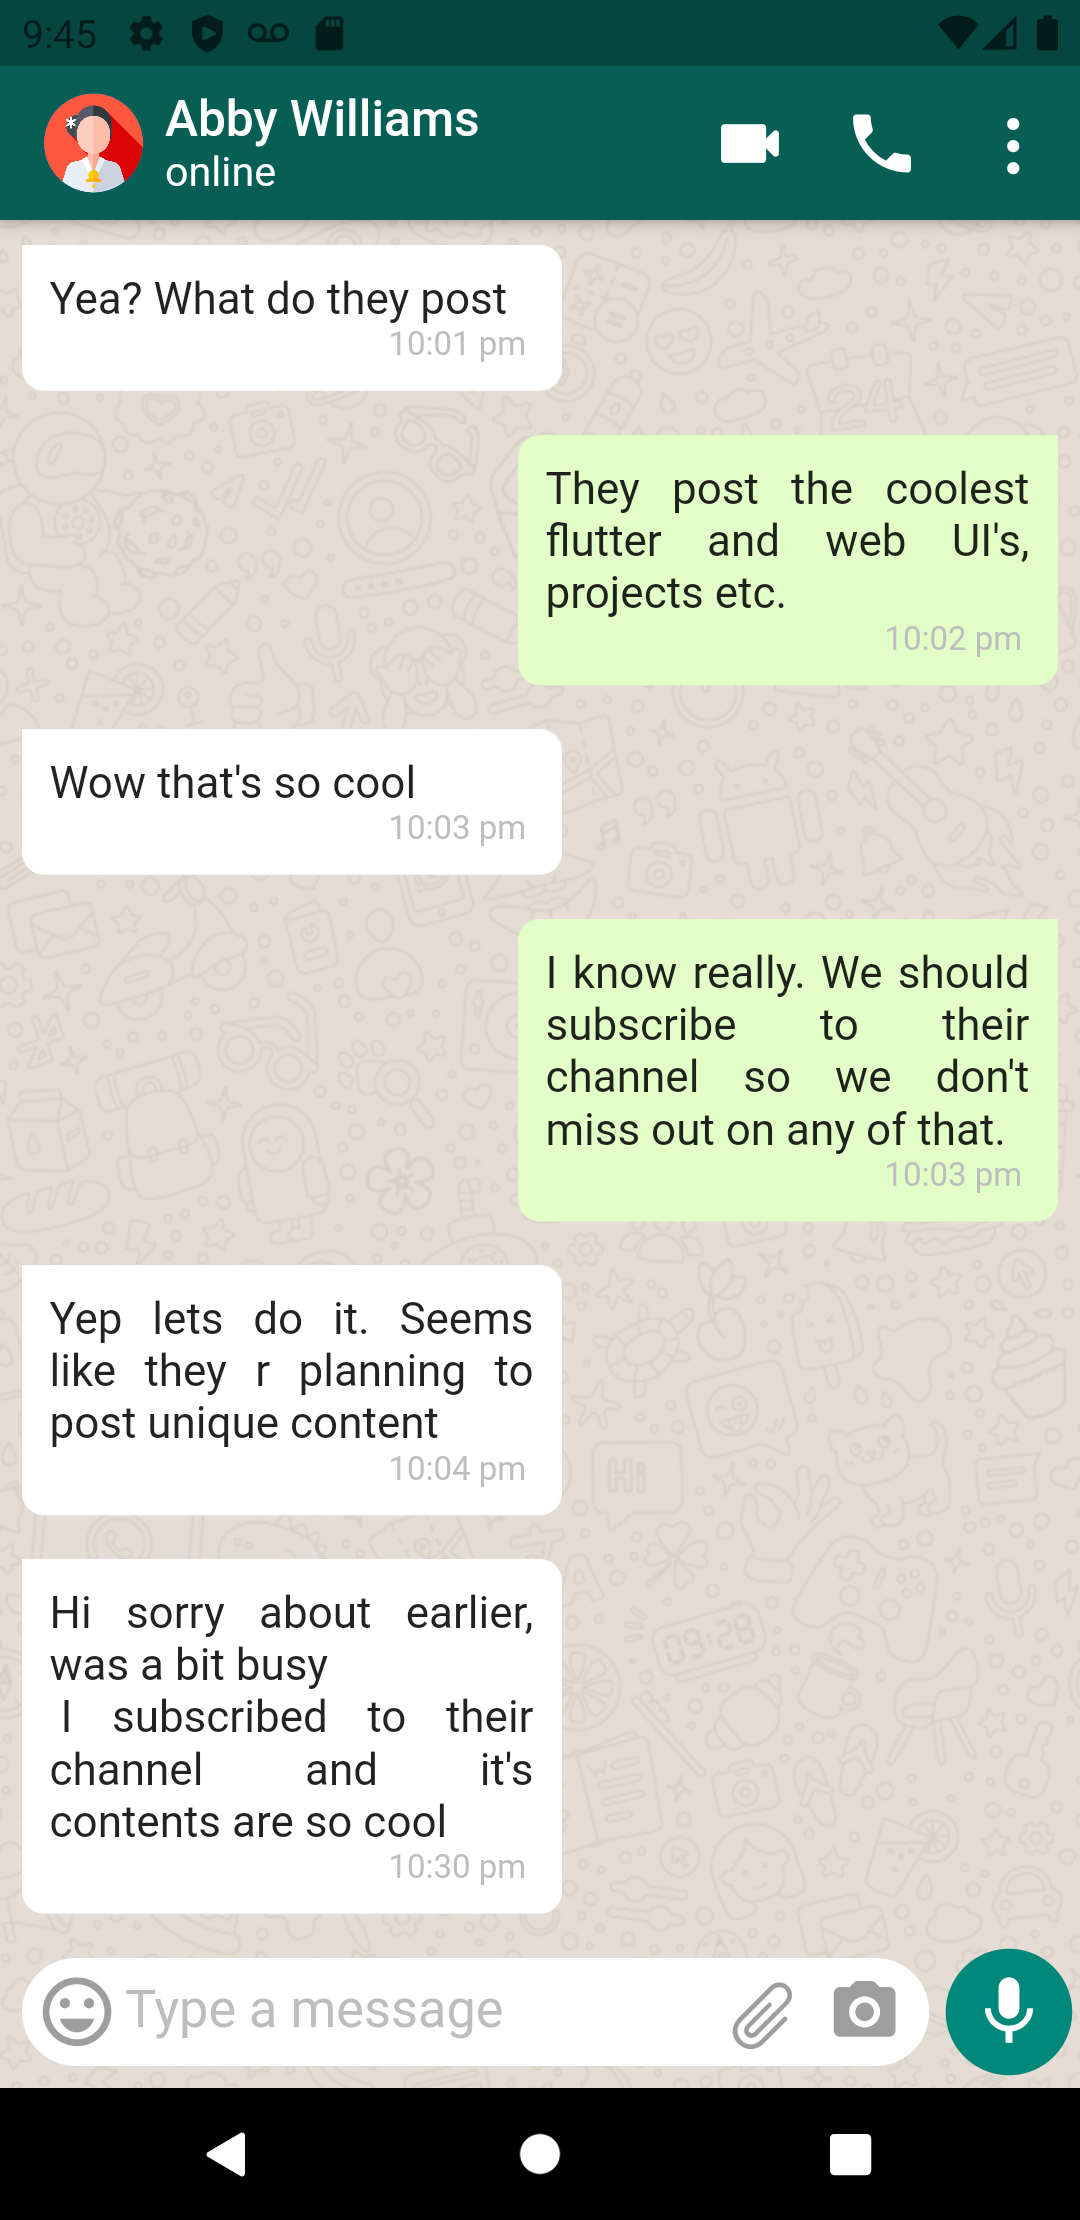 9:45
Abby Williams
online
Yea? What do they post
10:01 pm
They post the coolest
flutter and web UI's,
projects etc.
10:02 pm
Wow that's so cool
10:03 pm
I know really. We should
subscribe to their
channel so we don't
miss out on any of that.
10:03 pm
Yep lets do it. Seems
like they r planning to
post unique content
10:04 pm
Hi sorry about earlier,
was a bit busy
I subscribed to their
channel and it's
contents are so cool
10:30 pm
Type a message
24
Hi
09:28